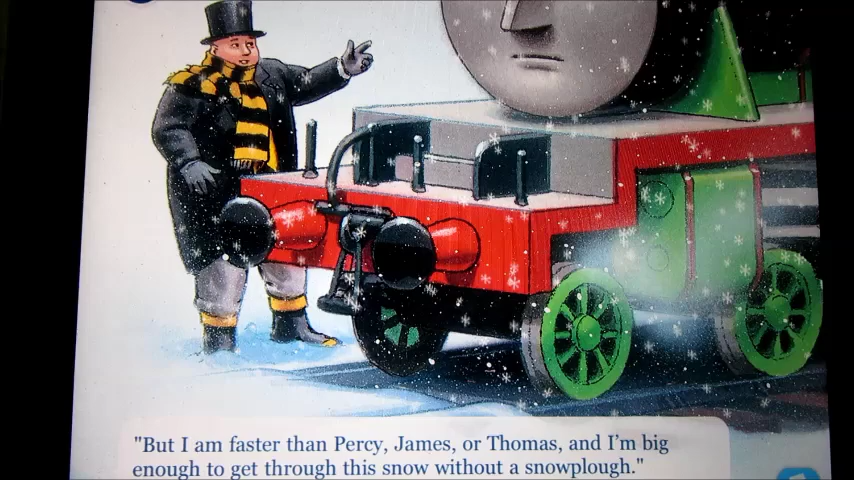 "But I am faster than Percy, James, or Thomas, and I'm big
enough to get through this snow without a snowplough."